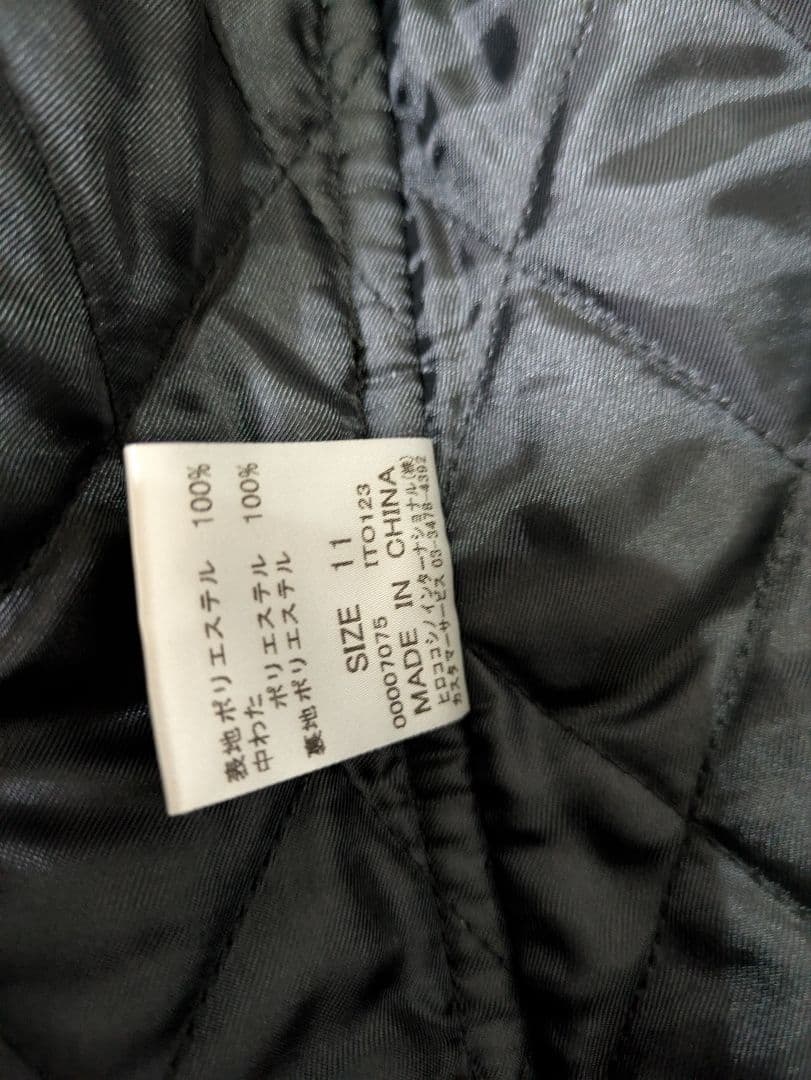 表地ポリエステル 100%
中わた
ポリエステル 100%
裏地ポリエステル
SIZE 11
00007075 ITO123
MADE IN CHINA
ヒロココシノインターナショナル(株)
カスタマーサービス 03-3478-4392